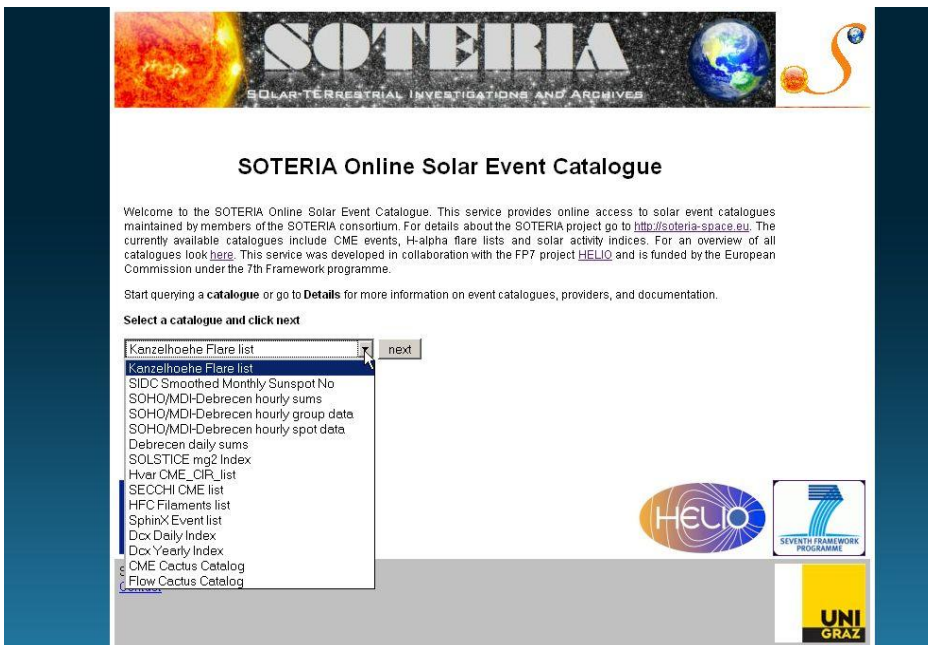 SOTERIA
SOLAR-TERRESTRIAL INVESTIGATIONS AND ARCHIVES
SOTERIA Online Solar Event Catalogue
Welcome to the SOTERIA Online Solar Event Catalogue. This service provides online access to solar event catalogues
maintained by members of the SOTERIA consortium. For details about the SOTERIA project go to http://soteria-space.eu. The
currently available catalogues include CME events, H-alpha flare lists and solar activity indices. For an overview of all
catalogues look here. This service was developed in collaboration with the FP7 project HELIO and is funded by the European
Commission under the 7th Framework programme.
Start querying a catalogue or go to Details for more information on event catalogues, providers, and documentation.
Select a catalogue and click next
Kanzelhoehe Flare list next
Kanzelhoehe Flare list
SIDC Smoothed Monthly Sunspot No
SOHO/MDI-Debrecen hourly sums
SOHO/MDI-Debrecen hourly group data
SOHO/MDI-Debrecen hourly spot data
Debrecen daily sums
SOLSTICE mg2 Index
Hvar CME_CIR_list
SECCHI CME list
HFC Filaments list
SphinX Event list
Dcx Daily Index
Dcx Yearly Index
CME Cactus Catalog
Flow Cactus Catalog
HELIO
SEVENTH FRAMEWORK
PROGRAMME
UNI
GRAZ